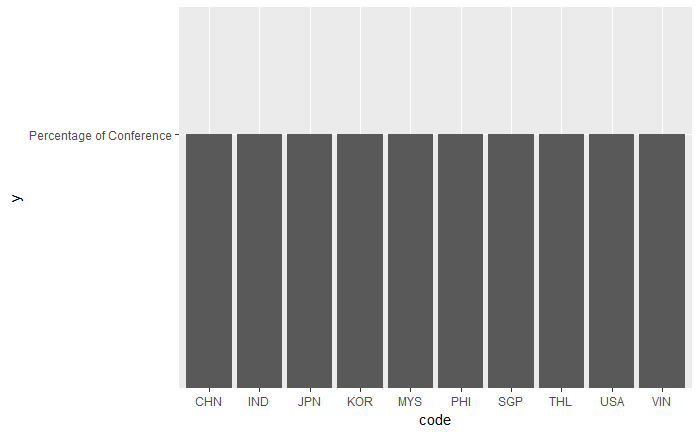 Percentage of Conference
y
CHN IND JPN KOR MYS PHI SGP THL USA VIN
code